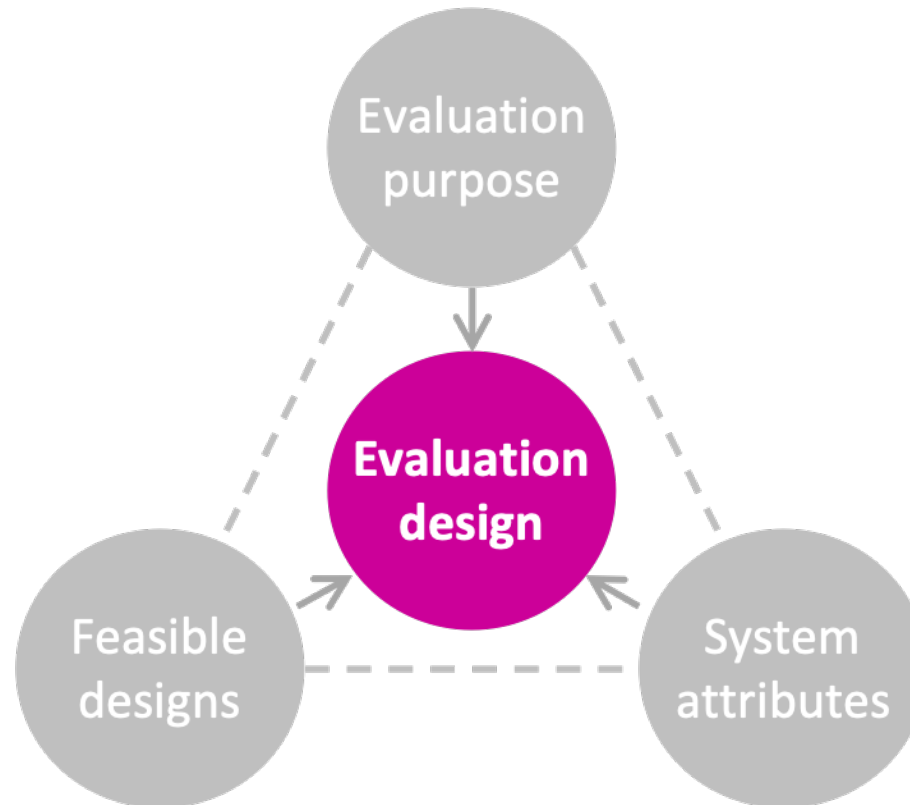 Evaluation
purpose
Evaluation
design
Feasible
designs
System
attributes